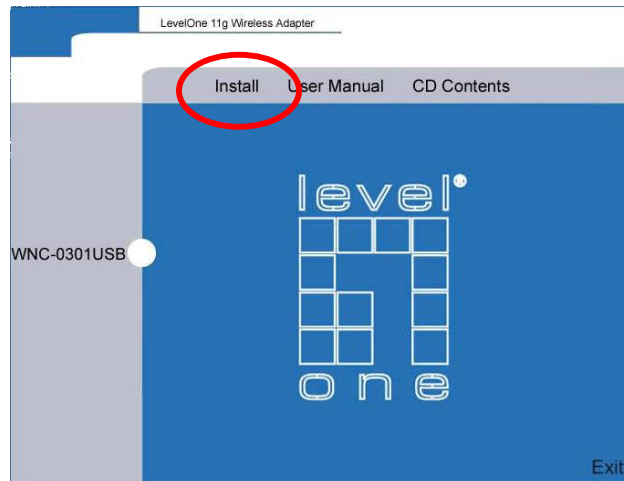 LevelOne 11g Wireless Adapter
Install User Manual CD Contents
level®
WNC-0301USB
one
Exit